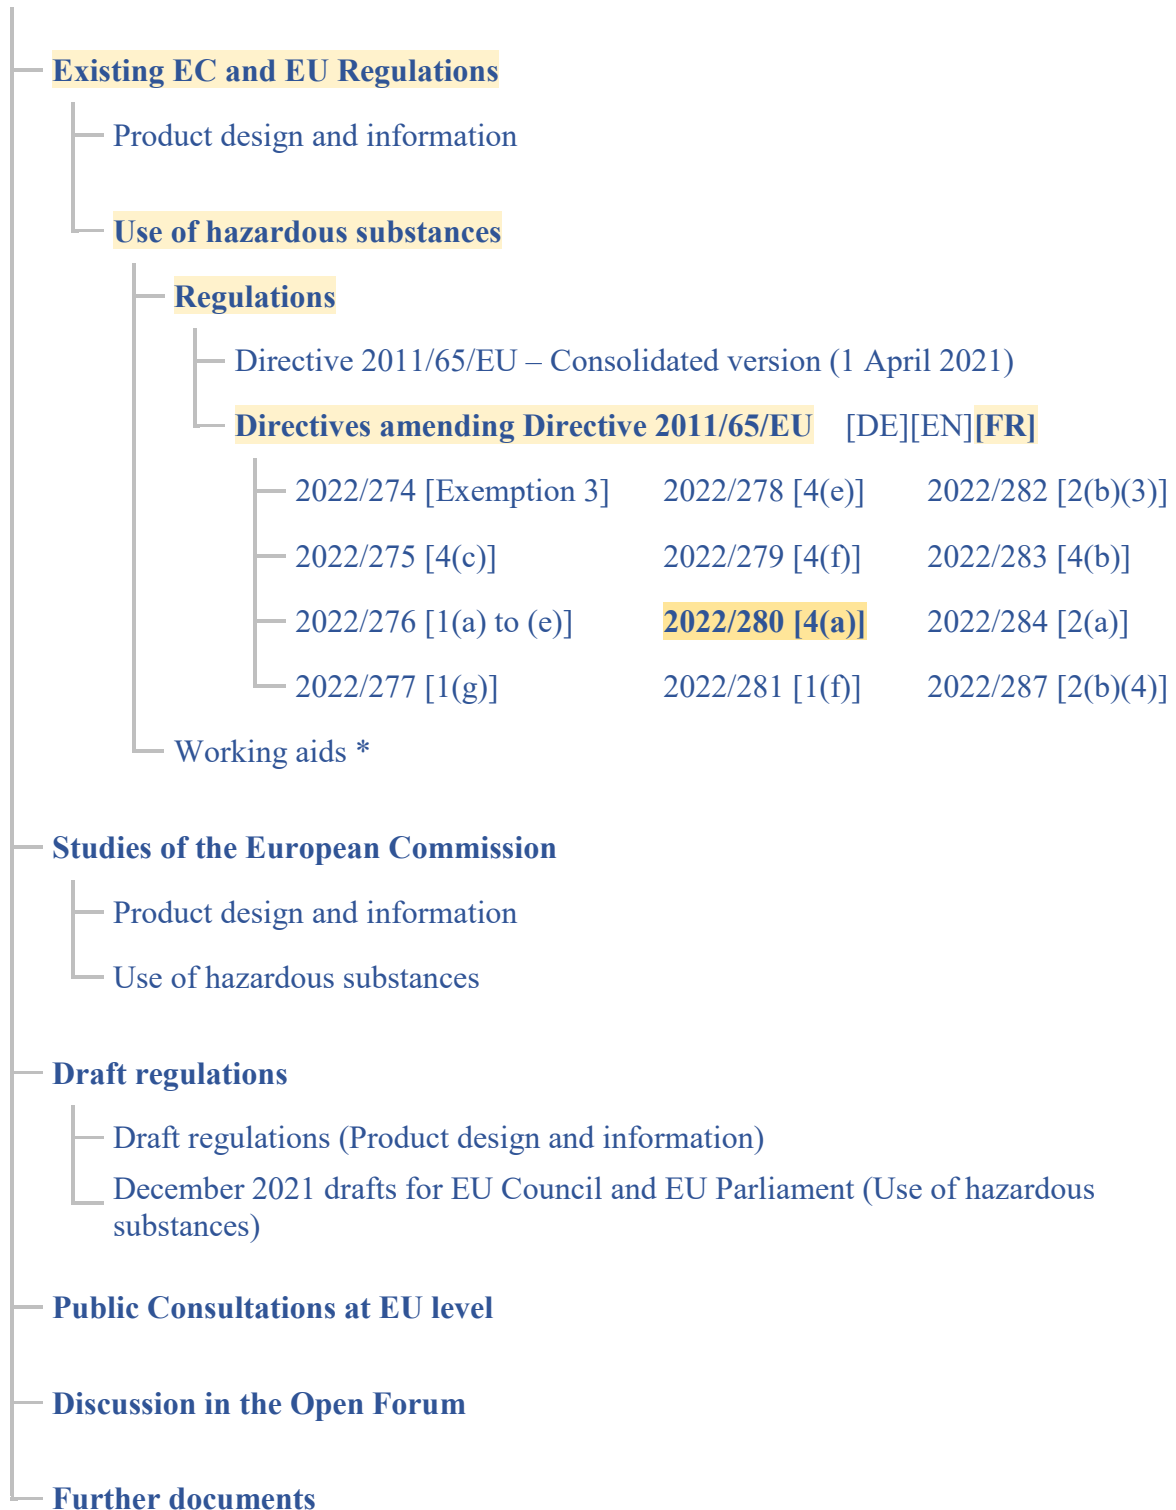 Existing EC and EU Regulations
Product design and information
Use of hazardous substances
Regulations
Directive 2011/65/EU – Consolidated version (1 April 2021)
Directives amending Directive 2011/65/EU [DE][EN][FR]
2022/274 [Exemption 3] 2022/278 [4(e)] 2022/282 [2(b)(3)]
2022/275 [4(c)] 2022/279 [4(f)] 2022/283 [4(b)]
2022/276 [1(a) to (e)] 2022/280 [4(a)] 2022/284 [2(a)]
2022/277 [1(g)] 2022/281 [1(f)] 2022/287 [2(b)(4)]
Working aids *
Studies of the European Commission
Product design and information
Use of hazardous substances
Draft regulations
Draft regulations (Product design and information)
December 2021 drafts for EU Council and EU Parliament (Use of hazardous
substances)
Public Consultations at EU level
Discussion in the Open Forum
Further documents